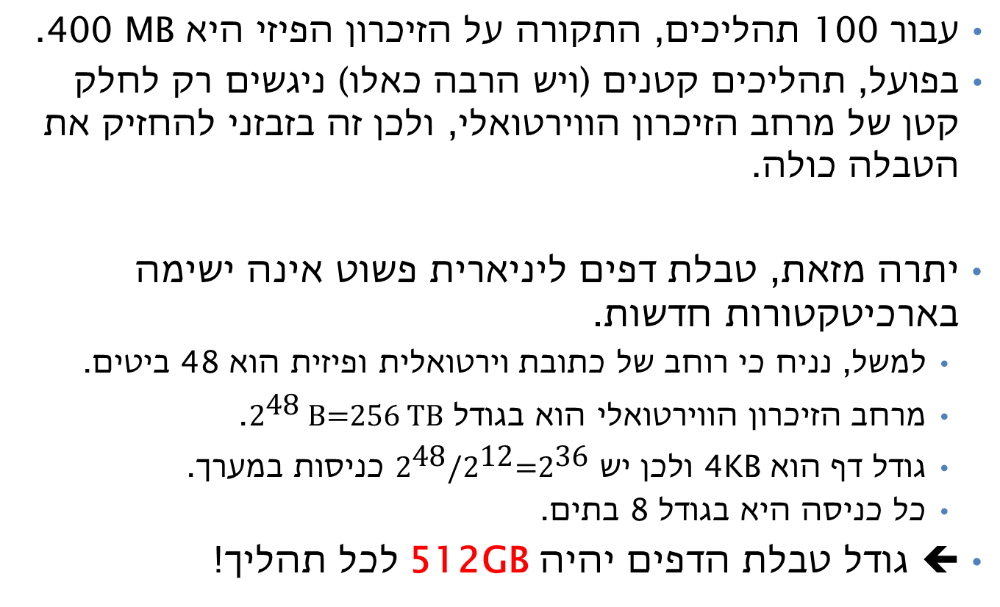 • עבור 100 תהליכים, התקורה על הזיכרון הפיזי היא 400 MB.
• בפועל, תהליכים קטנים (ויש הרבה כאלו) ניגשים רק לחלק
קטן של מרחב הזיכרון הווירטואלי, ולכן זה בזבזני להחזיק את
הטבלה כולה.
• יתרה מזאת, טבלת דפים ליניארית פשוט אינה ישימה
בארכיטקטורות חדשות.
• למשל, נניח כי רוחב של כתובת וירטואלית ופיזית הוא 48 ביטים.
• מרחב הזיכרון הווירטואלי הוא בגודל 2^48 B=256 TB.
• גודל דף הוא 4KB ולכן יש 2^48/2^12=2^36 כניסות במערך.
• כל כניסה היא בגודל 8 בתים.
• 🡸 גודל טבלת הדפים יהיה 512GB לכל תהליך!